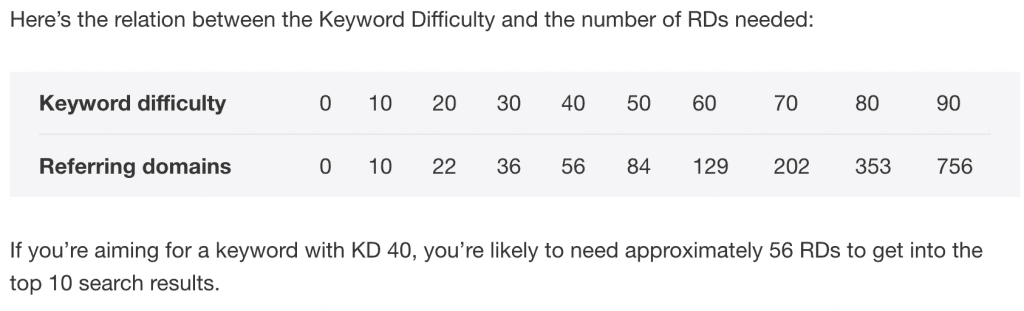 Here’s the relation between the Keyword Difficulty and the number of RDs needed:
Keyword difficulty 0 10 20 30 40 50 60 70 80 90
Referring domains 0 10 22 36 56 84 129 202 353 756
If you’re aiming for a keyword with KD 40, you’re likely to need approximately 56 RDs to get into the
top 10 search results.